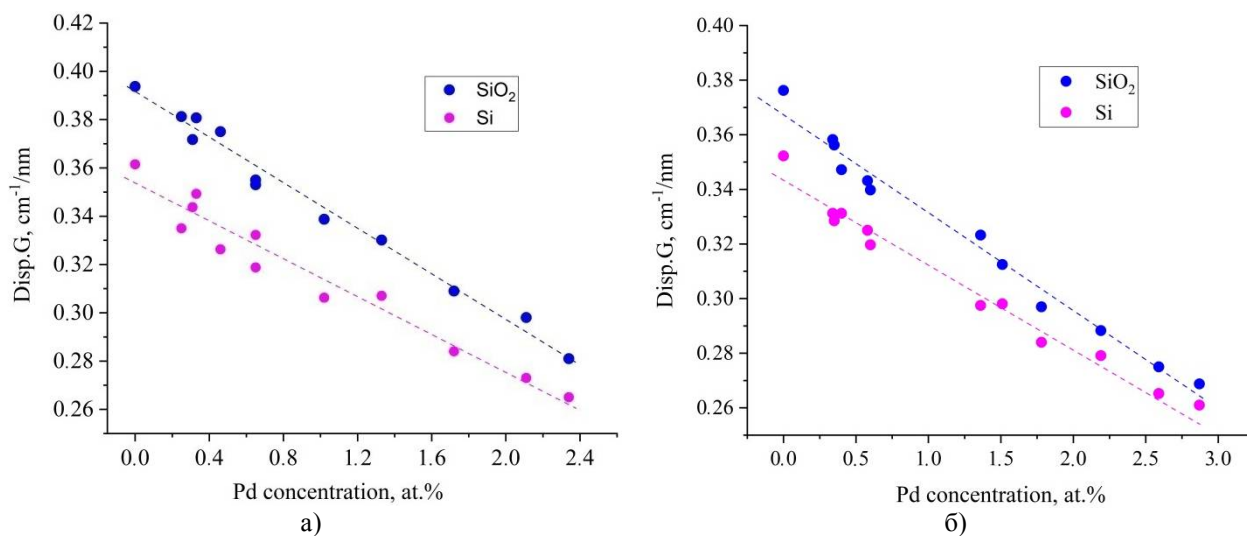 0.42
0.40
0.38
0.36
0.34
0.32
0.30
0.28
0.26
Disp.G, cm⁻¹/nm
SiO₂
Si
0.0 0.4 0.8 1.2 1.6 2.0 2.4
Pd concentration, at.%
а)
0.40
0.38
0.36
0.34
0.32
0.30
0.28
0.26
Disp.G, cm⁻¹/nm
SiO₂
Si
0.0 0.5 1.0 1.5 2.0 2.5 3.0
Pd concentration, at.%
б)